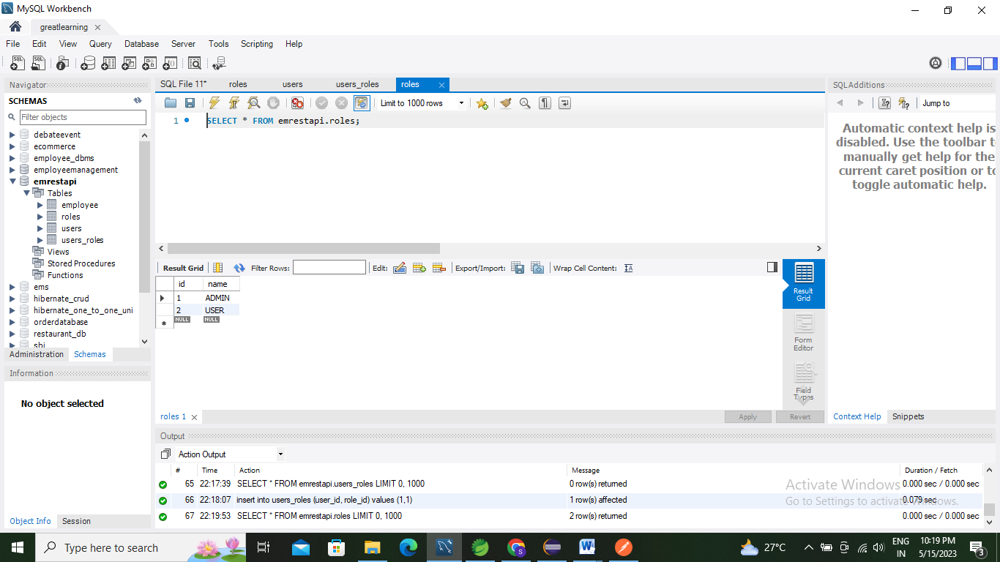 MySQL Workbench
greatlearning
File Edit View Query Database Server Tools Scripting Help
Navigator
SCHEMAS
Filter objects
debateevent
ecommerce
employee_dbms
employeemanagement
emrestapi
Tables
employee
roles
users
users_roles
Views
Stored Procedures
Functions
ems
hibernate_crud
hibernate_one_to_one_uni
orderdatabase
restaurant_db
sbi
Administration Schemas
Information
No object selected
Object Info Session
SQL File 11* roles users users_roles roles
Limit to 1000 rows
1 SELECT * FROM emrestapi.roles;
Result Grid Filter Rows: Edit: Export/Import: Wrap Cell Content:
id name
1 ADMIN
2 USER
NULL NULL
Result
Grid
Form
Editor
Field
Types
roles 1 Apply Revert
SQLAdditions
Jump to
Automatic context help is
disabled. Use the toolbar t
manually get help for the
current caret position or to
toggle automatic help.
Context Help Snippets
Output
Action Output
# Time Action Message Duration / Fetch
65 22:17:39 SELECT * FROM emrestapi.users_roles LIMIT 0, 1000 0 row(s) returned 0.000 sec / 0.000 sec
66 22:18:07 insert into users_roles (user_id, role_id) values (1,1) 1 row(s) affected 0.079 sec
67 22:19:53 SELECT * FROM emrestapi.roles LIMIT 0, 1000 2 row(s) returned 0.000 sec / 0.000 sec
Activate Windows
Go to Settings to activate Windows.
Type here to search
27°C
ENG
IN
10:19 PM
5/15/2023
3